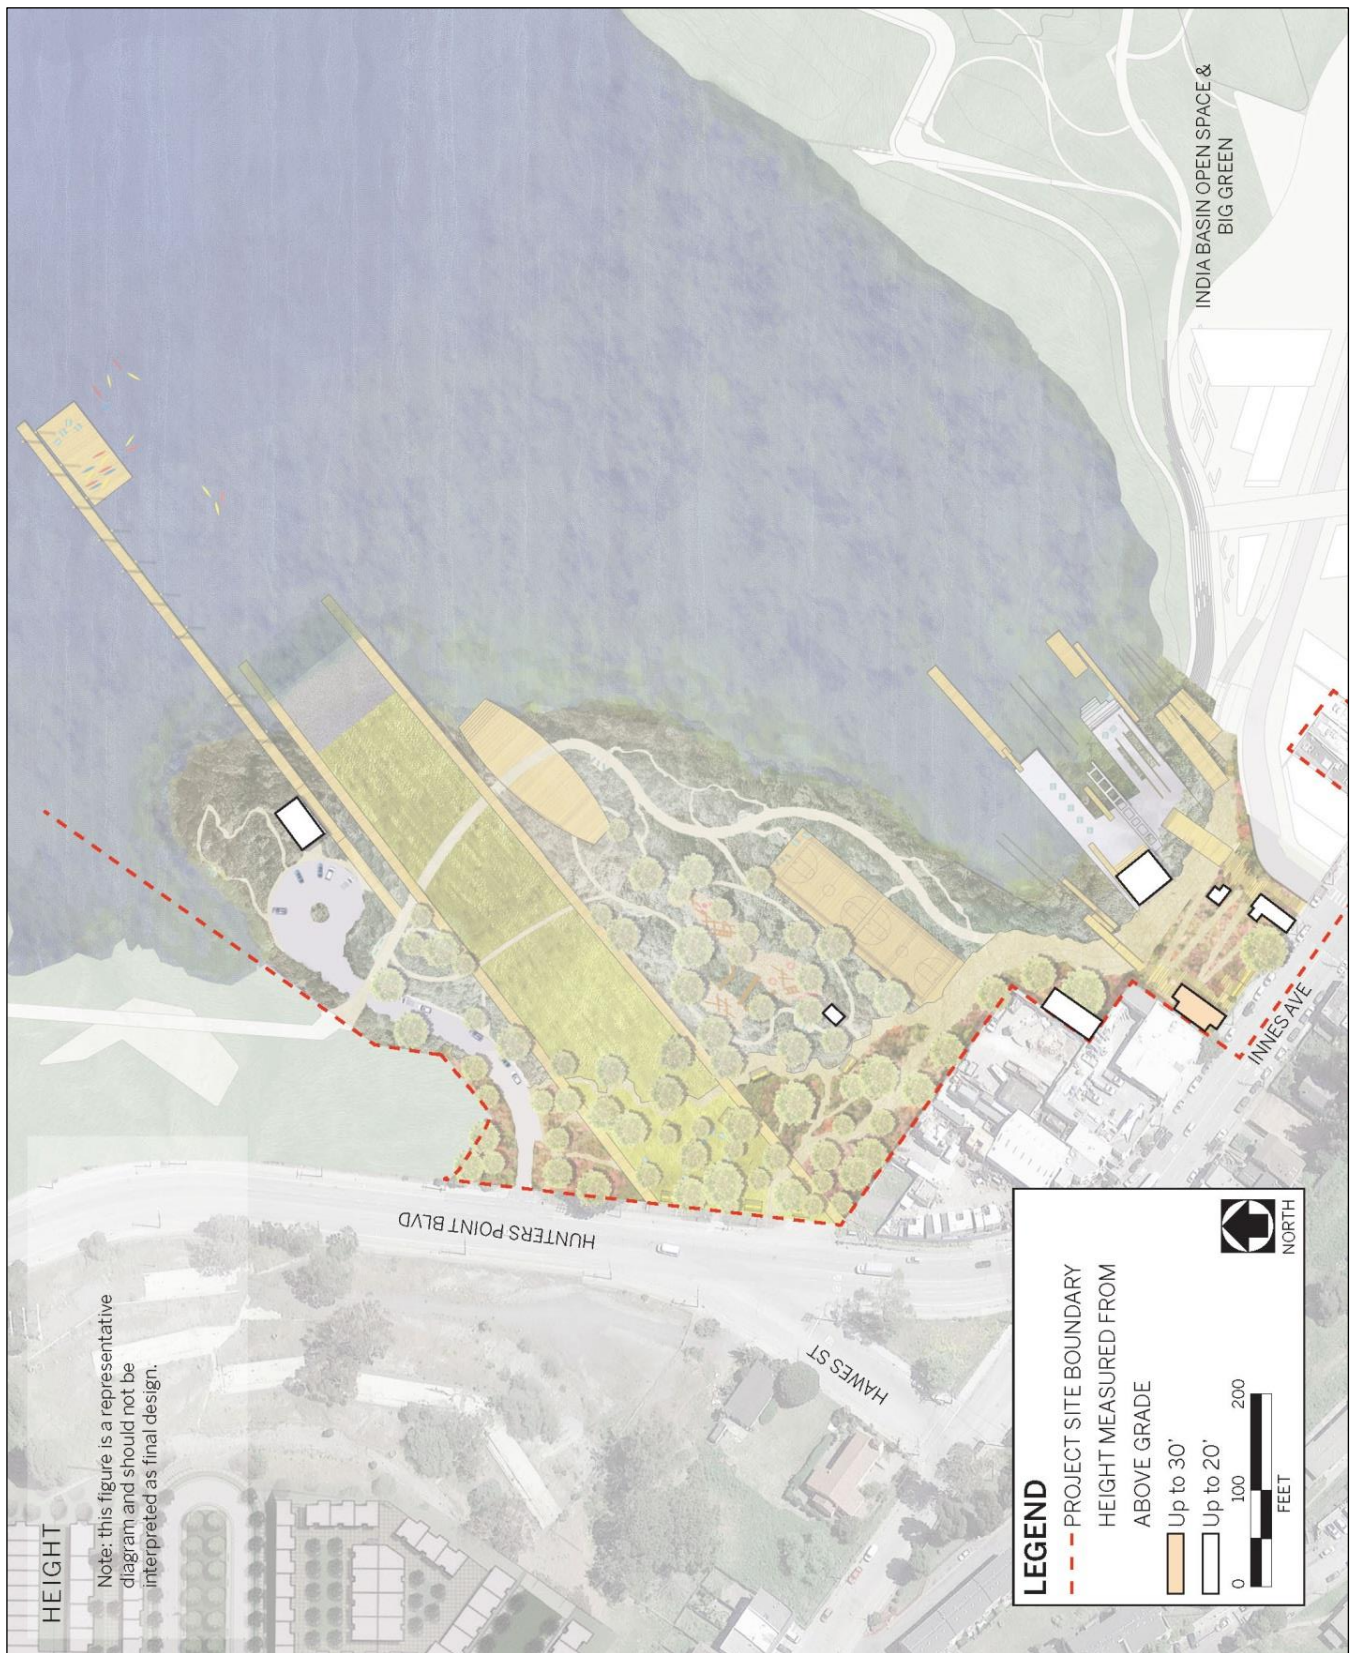 HEIGHT
Note: this figure is a representative
diagram and should not be
interpreted as final design.
HUNTERS POINT BLVD
HAWES ST
INNES AVE
INDIA BASIN OPEN SPACE &
BIG GREEN
LEGEND
PROJECT SITE BOUNDARY
HEIGHT MEASURED FROM
ABOVE GRADE
Up to 30'
Up to 20'
0 100 200
FEET
NORTH